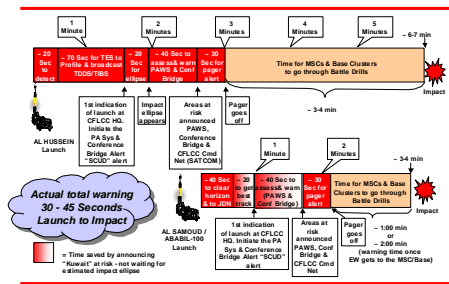 1
Minute
2
Minutes
3
Minutes
4
Minutes
5
Minutes
~ 6-7 min
~ 20
Sec
to
detect
~ 70 Sec for TES to
Profile & broadcast
TDDS/TIBS
~ 20
Sec
for
ellipse
~ 40 Sec to
assess& warn
PAWS & Conf
Bridge
~ 30
Sec for
pager
alert
Time for MSCs & Base Clusters
to go through Battle Drills
Impact
~ 3-4 min
AL HUSSEIN
Launch
1st indication of
launch at
CFLCC HQ.
Initiate the
PA Sys &
Conference
Bridge Alert
"SCUD" alert
Impact
ellipse
appears
Areas at
risk
announced
PAWS,
Conference
Bridge &
CFLCC Cmd
Net (SATCOM)
Pager
goes off
1
Minute
2
Minutes
~ 3-4 min
~ 40 Sec
to clear
horizon
& to JDN
~ 20
to get
best
track
~ 40 Sec to
assess& warn
(PAWS &
Conf Bridge)
~ 30
Sec for
pager
alert
Time for MSCs & Base
Clusters to go through
Battle Drills
Impact
AL SAMOUD /
ABABIL-100
Launch
1st indication of launch at
CFLCC HQ. Initiate the PA
Sys & Conference Bridge
Alert "SCUD" alert
Areas at risk
announced
PAWS, Conf
Bridge &
CFLCC Cmd
Net
Pager
goes
off
~ 1:00 min
or
~ 2:00 min
(warning time once
EW gets to the MSC/Base)
Actual total warning
30 - 45 Seconds
Launch to Impact
= Time saved by announcing
"Kuwait" at risk - not waiting for
estimated impact ellipse